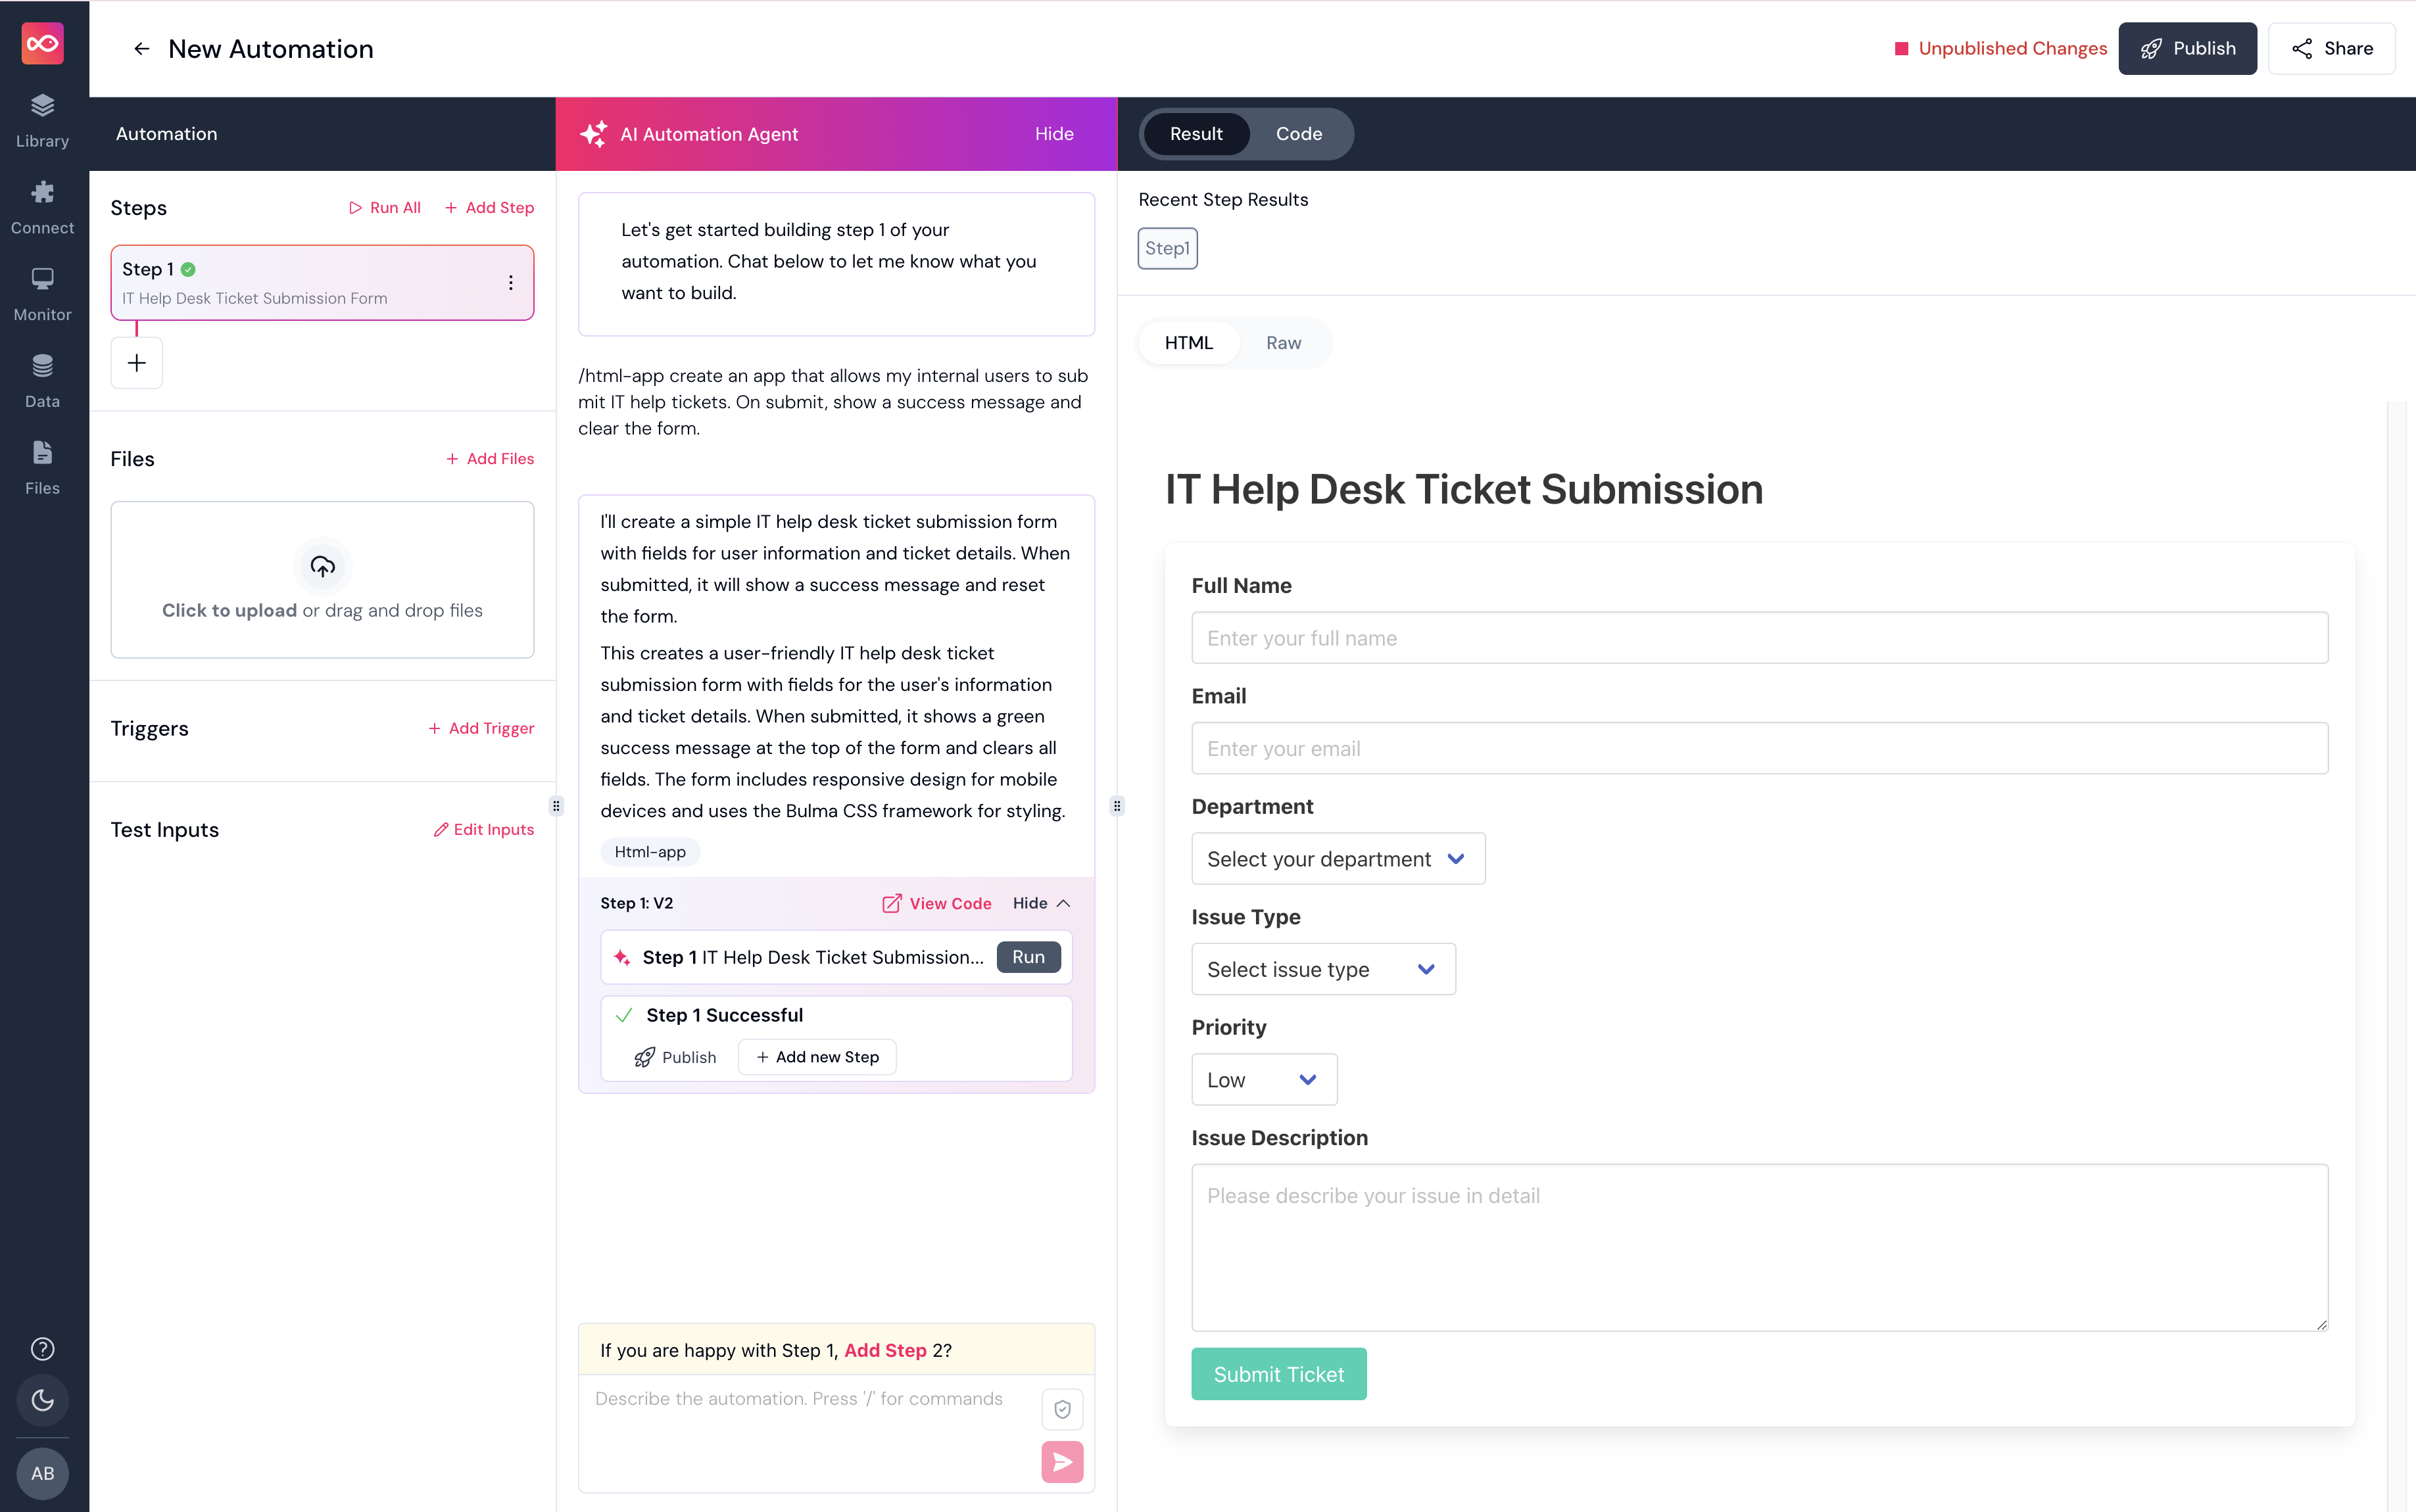 New Automation
Unpublished Changes
Publish
Share
Library
Connect
Monitor
Data
Files
AB
Automation
Steps
Run All
+ Add Step
Step 1
IT Help Desk Ticket Submission Form
+
Files
+ Add Files
Click to upload or drag and drop files
Triggers
+ Add Trigger
Test Inputs
Edit Inputs
AI Automation Agent
Hide
Let's get started building step 1 of your
automation. Chat below to let me know what you
want to build.
/html-app create an app that allows my internal users to sub
mit IT help tickets. On submit, show a success message and
clear the form.
I'll create a simple IT help desk ticket submission form
with fields for user information and ticket details. When
submitted, it will show a success message and reset
the form.
This creates a user-friendly IT help desk ticket
submission form with fields for the user's information
and ticket details. When submitted, it shows a green
success message at the top of the form and clears all
fields. The form includes responsive design for mobile
devices and uses the Bulma CSS framework for styling.
Html-app
Step 1: V2
View Code
Hide
Step 1 IT Help Desk Ticket Submission...
Run
Step 1 Successful
Publish
+ Add new Step
If you are happy with Step 1, Add Step 2?
Describe the automation. Press '/' for commands
Result
Code
Recent Step Results
Step1
HTML
Raw
IT Help Desk Ticket Submission
Full Name
Enter your full name
Email
Enter your email
Department
Select your department
Issue Type
Select issue type
Priority
Low
Issue Description
Please describe your issue in detail
Submit Ticket